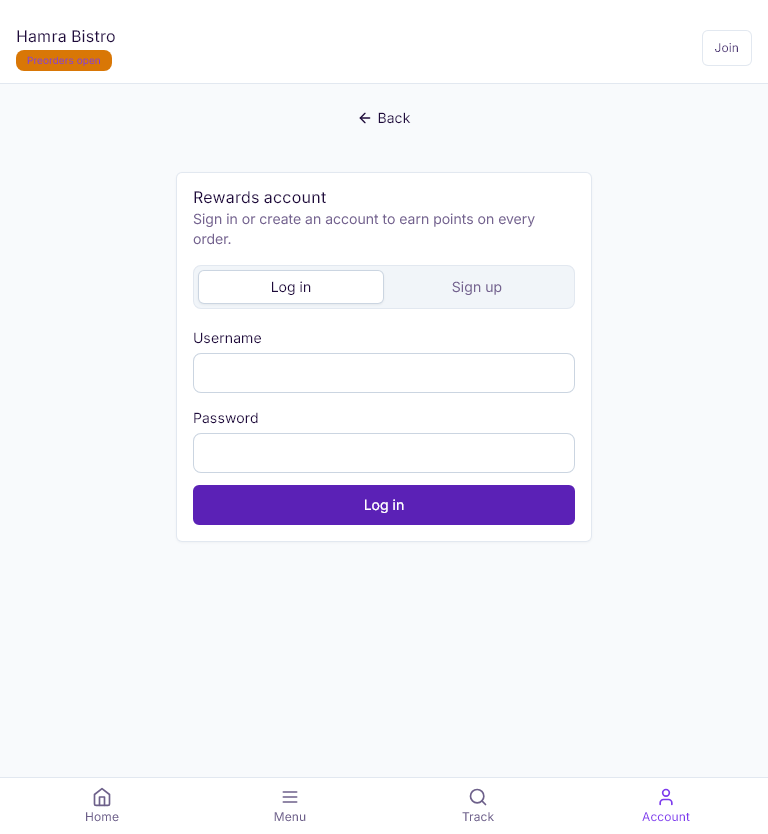 Hamra Bistro
Preorders open
Join
Back
Rewards account
Sign in or create an account to earn points on every
order.
Log in
Sign up
Username
Password
Log in
Home
Menu
Track
Account